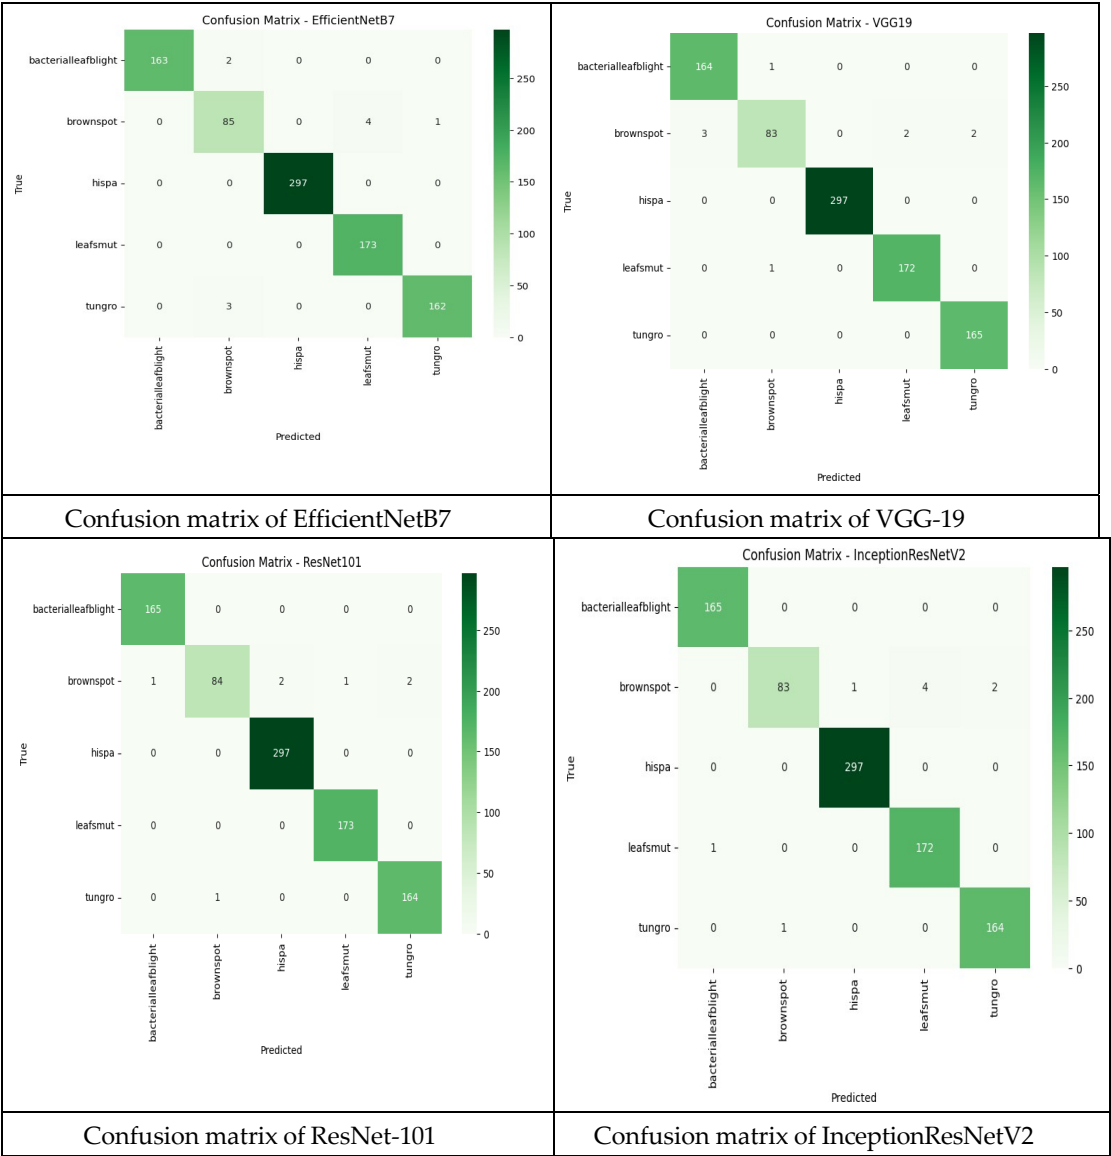 Confusion Matrix - EfficientNetB7
bacterialleafblight 163 2 0 0 0
brownspot 0 85 0 4 1
hispa 0 0 297 0 0
leafsmut 0 0 0 173 0
tungro 0 3 0 0 162
250
200
150
100
50
0
True
bacterialleafblight
brownspot
hispa
leafsmut
tungro
Predicted
Confusion Matrix - VGG19
bacterialleafblight 164 1 0 0 0
brownspot 3 83 0 2 2
hispa 0 0 297 0 0
leafsmut 0 1 0 172 0
tungro 0 0 0 0 165
250
200
150
100
50
0
True
bacterialleafblight
brownspot
hispa
leafsmut
tungro
Predicted
Confusion matrix of EfficientNetB7
Confusion matrix of VGG-19
Confusion Matrix - ResNet101
bacterialleafblight 165 0 0 0 0
brownspot 1 84 2 1 2
hispa 0 0 297 0 0
leafsmut 0 0 0 173 0
tungro 0 1 0 0 164
250
200
150
100
50
0
True
bacterialleafblight
brownspot
hispa
leafsmut
tungro
Predicted
Confusion Matrix - InceptionResNetV2
bacterialleafblight 165 0 0 0 0
brownspot 0 83 1 4 2
hispa 0 0 297 0 0
leafsmut 1 0 0 172 0
tungro 0 1 0 0 164
250
200
150
100
50
0
True
bacterialleafblight
brownspot
hispa
leafsmut
tungro
Predicted
Confusion matrix of ResNet-101
Confusion matrix of InceptionResNetV2